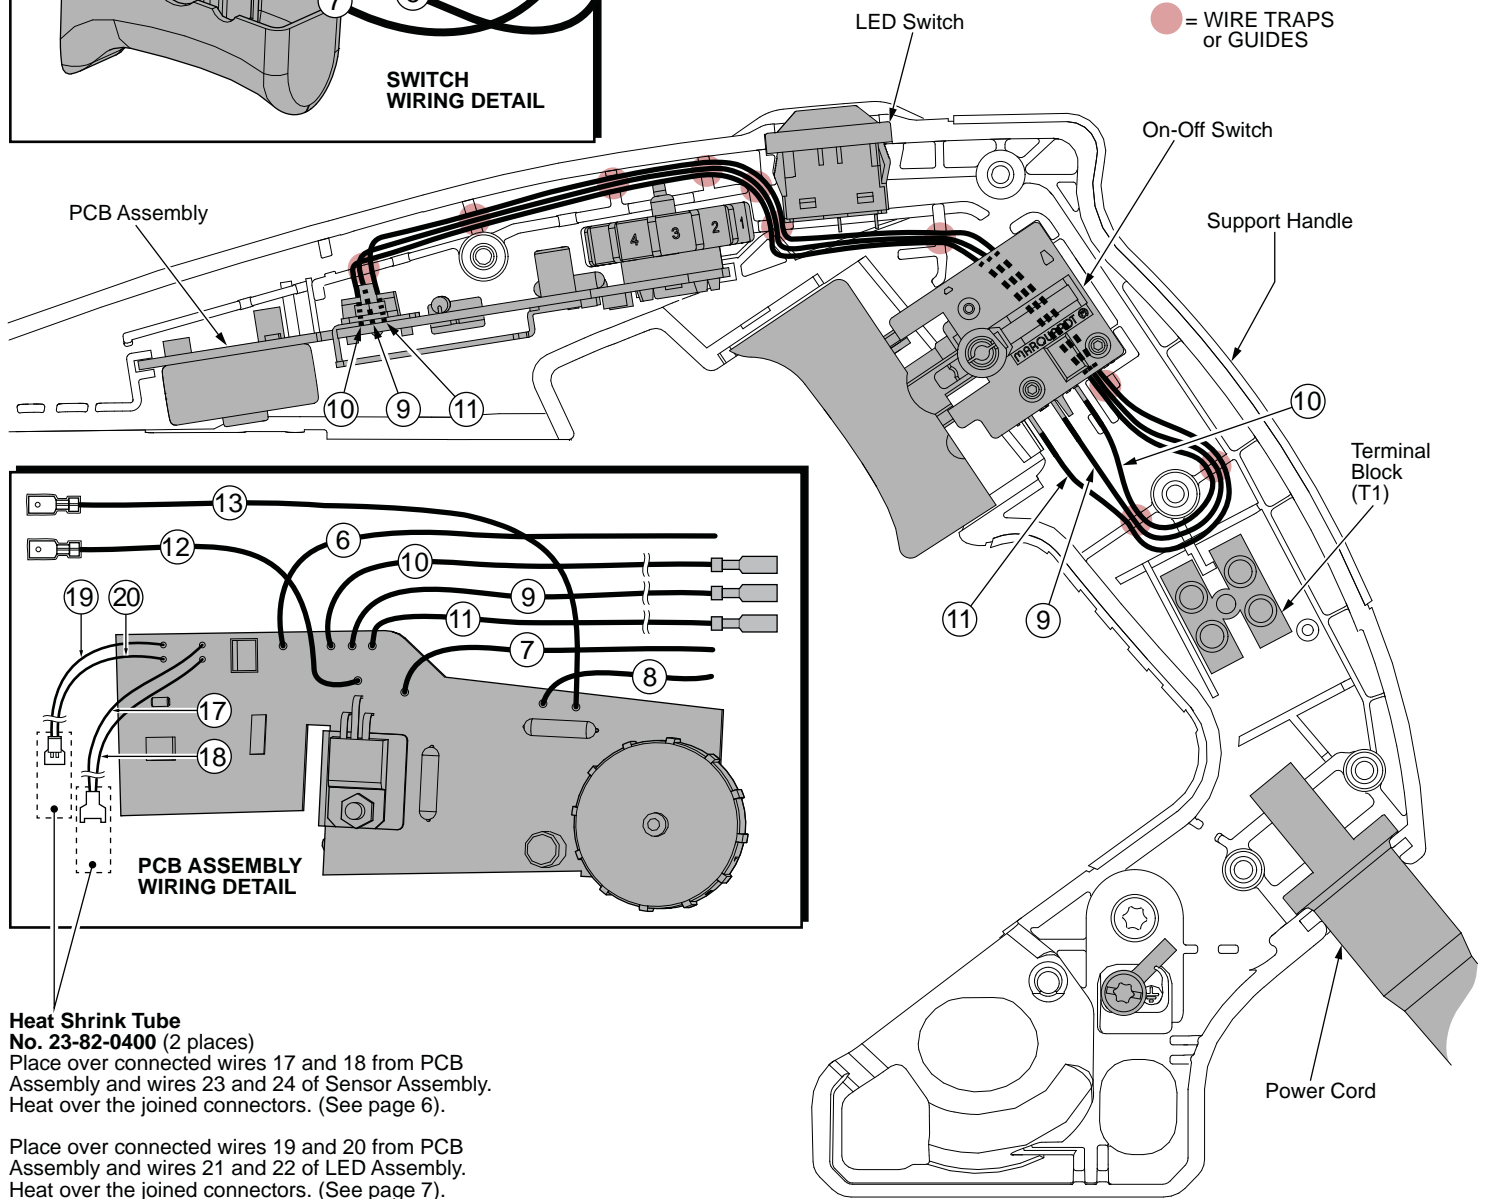 7
SWITCH
WIRING DETAIL
LED Switch
= WIRE TRAPS
or GUIDES
On-Off Switch
PCB Assembly
Support Handle
4 3 2 1
MARQUARDT
10 9 11
10
Terminal
Block
(T1)
11 9
13
12
6
10
9
11
19 20
7
8
17
18
PCB ASSEMBLY
WIRING DETAIL
Heat Shrink Tube
No. 23-82-0400 (2 places)
Place over connected wires 17 and 18 from PCB
Assembly and wires 23 and 24 of Sensor Assembly.
Heat over the joined connectors. (See page 6).
Place over connected wires 19 and 20 from PCB
Assembly and wires 21 and 22 of LED Assembly.
Heat over the joined connectors. (See page 7).
Power Cord